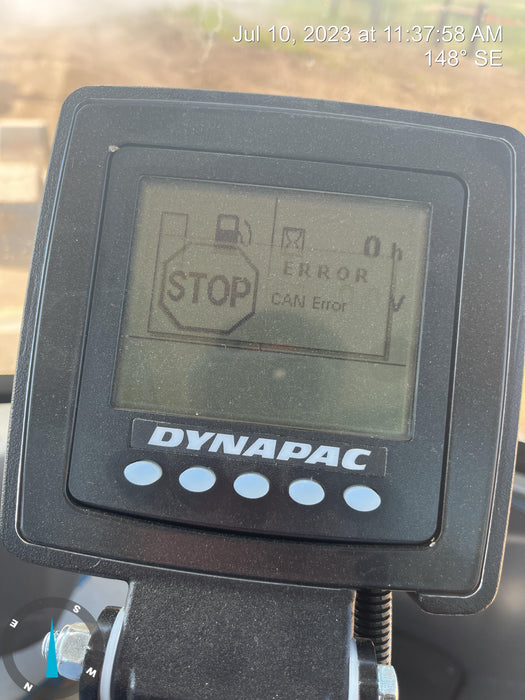 Jul 10, 2023 at 11:37:58 AM
148° SE
0 h
ERROR
STOP
CAN Error
V
DYNAPAC
S
E
W
N